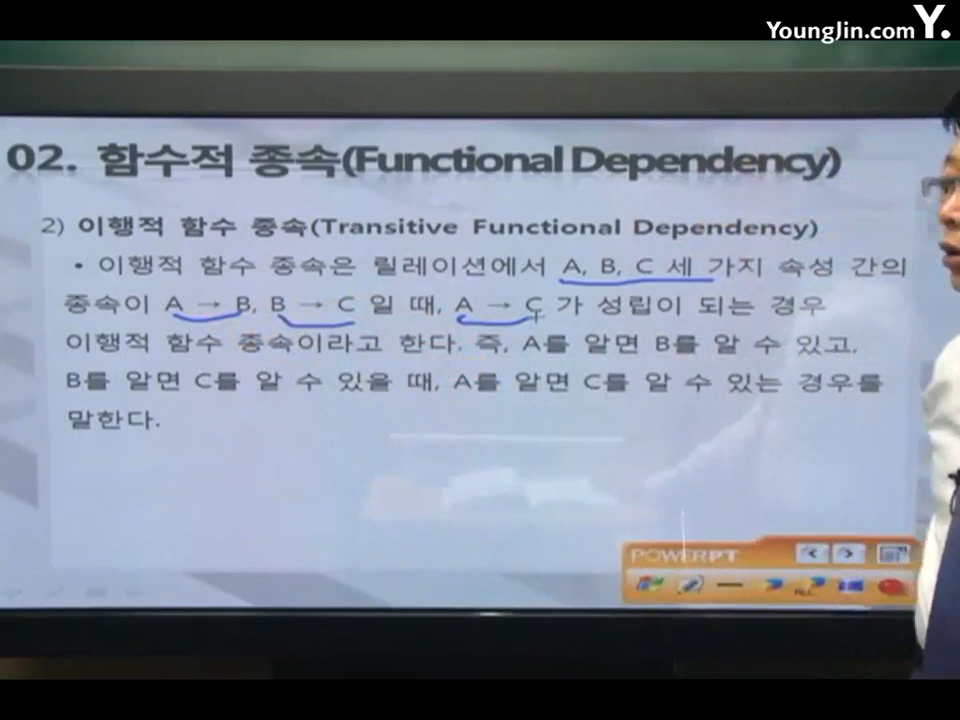 YoungJin.com Y.
02. 함수적 종속(Functional Dependency)
2) 이행적 함수 종속(Transitive Functional Dependency)
• 이행적 함수 종속은 릴레이션에서 A, B, C 세 가지 속성 간의
종속이 A → B, B → C 일 때, A → C 가 성립이 되는 경우
이행적 함수 종속이라고 한다. 즉, A를 알면 B를 알 수 있고,
B를 알면 C를 알 수 있을 때, A를 알면 C를 알 수 있는 경우를
말한다.
POWERPT